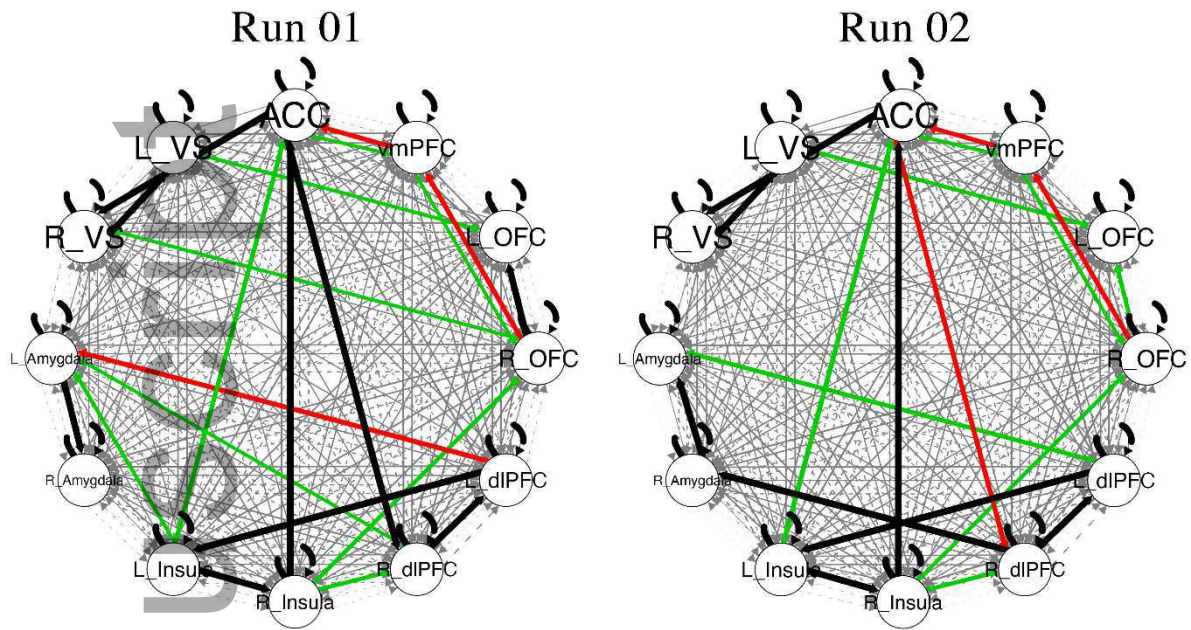 Run 01
Run 02
ACC
vmPFC
L_OFC
R_OFC
L_dlPFC
R_dlPFC
R_Insula
L_Insula
R_Amygdala
L_Amygdala
R_VS
L_VS
ACC
vmPFC
L_OFC
R_OFC
L_dlPFC
R_dlPFC
R_Insula
L_Insula
R_Amygdala
L_Amygdala
R_VS
L_VS